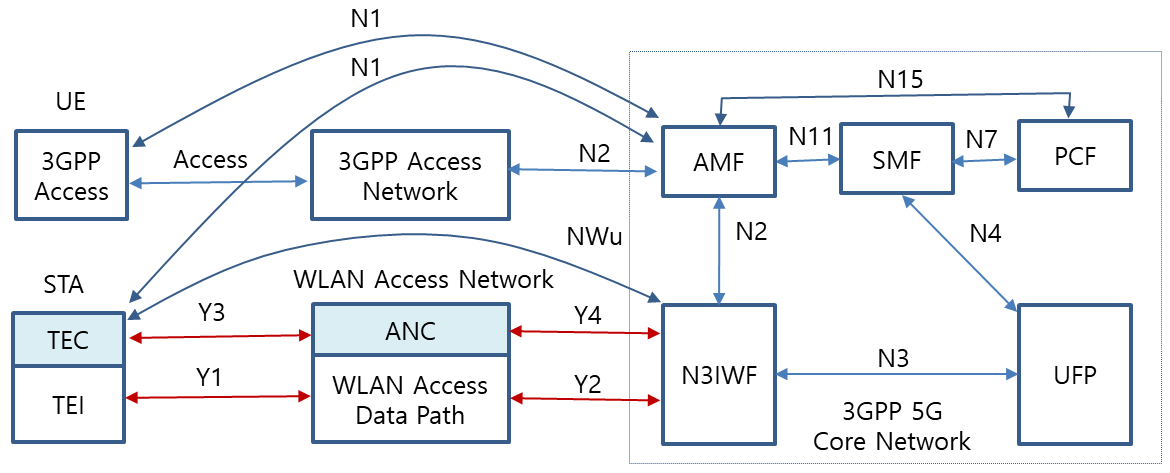 N1
N1
UE
3GPP
Access
Access
3GPP Access
Network
N2
AMF
N15
N11
SMF
N7
PCF
N2
N4
NWu
STA
WLAN Access Network
TEC
Y3
ANC
Y4
TEI
Y1
WLAN Access
Data Path
Y2
N3IWF
N3
UFP
3GPP 5G
Core Network